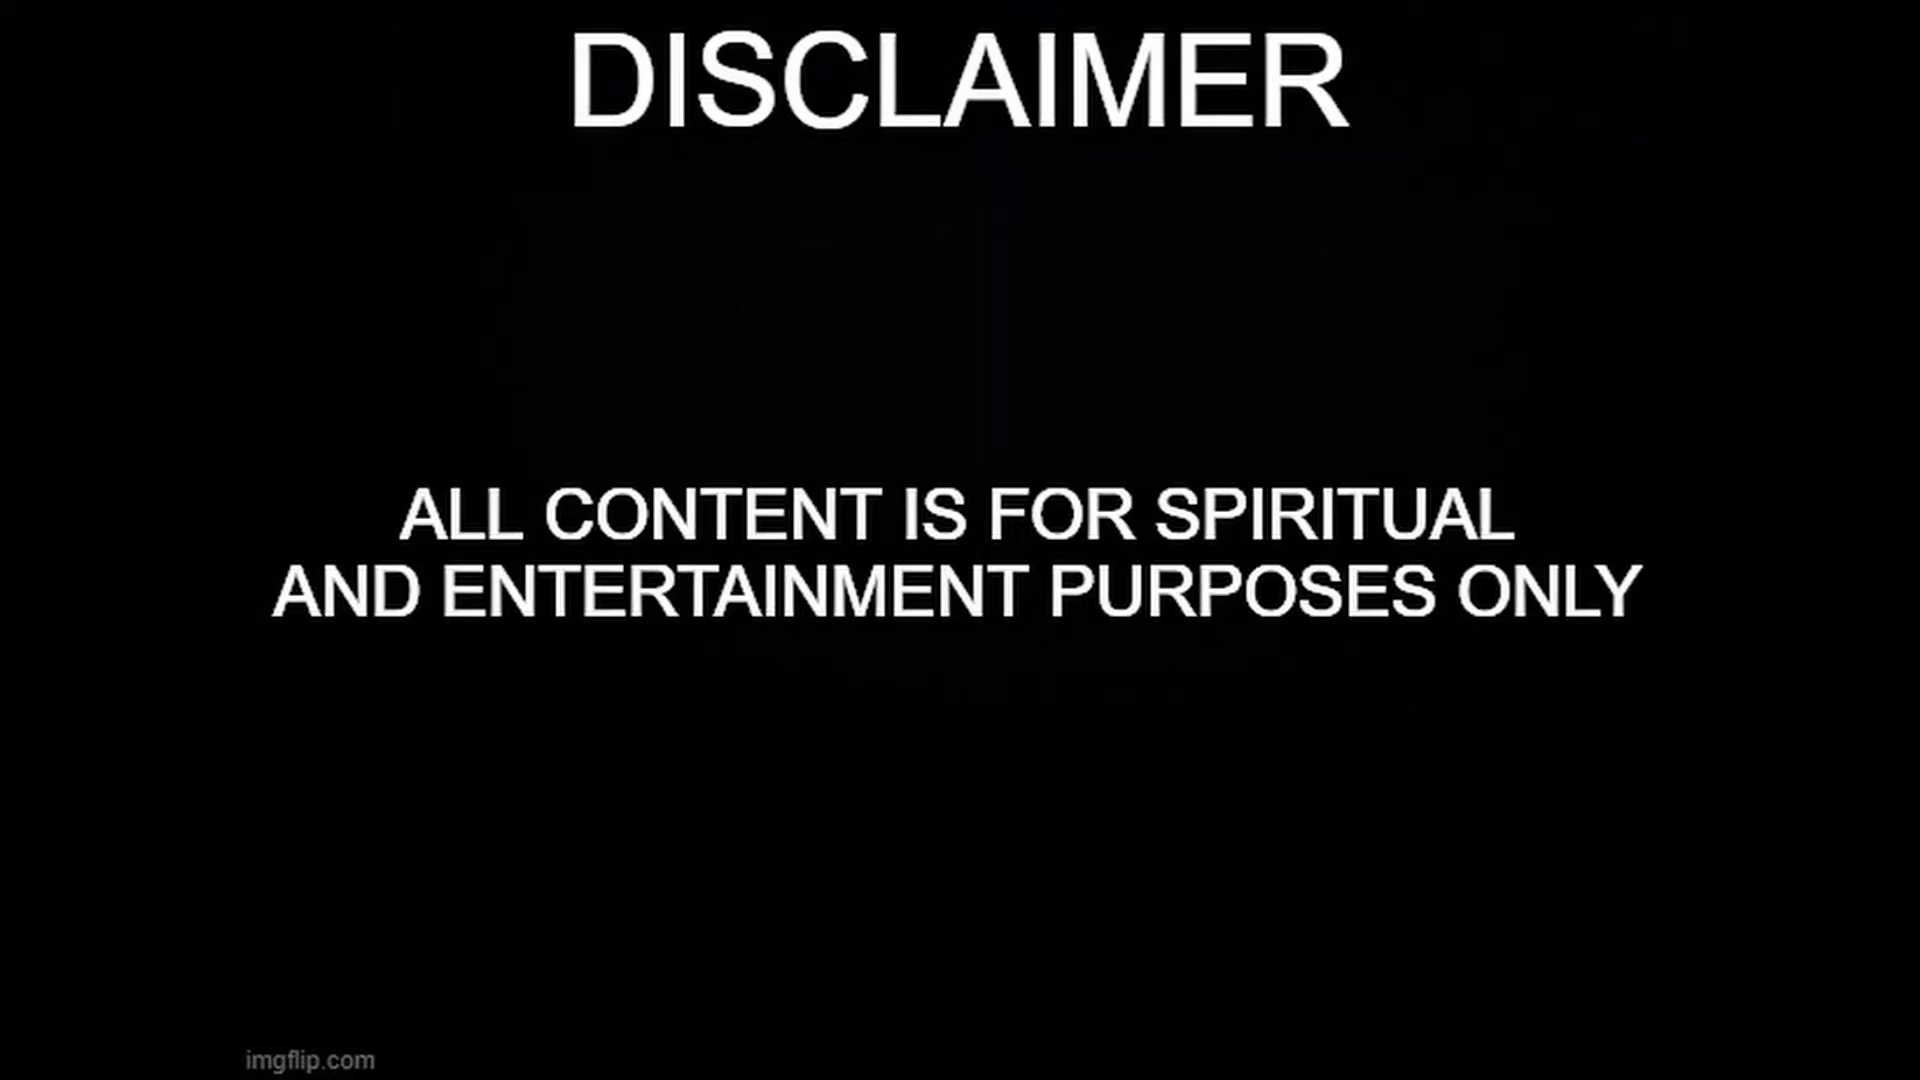 DISCLAIMER
ALL CONTENT IS FOR SPIRITUAL
AND ENTERTAINMENT PURPOSES ONLY
imgflip.com